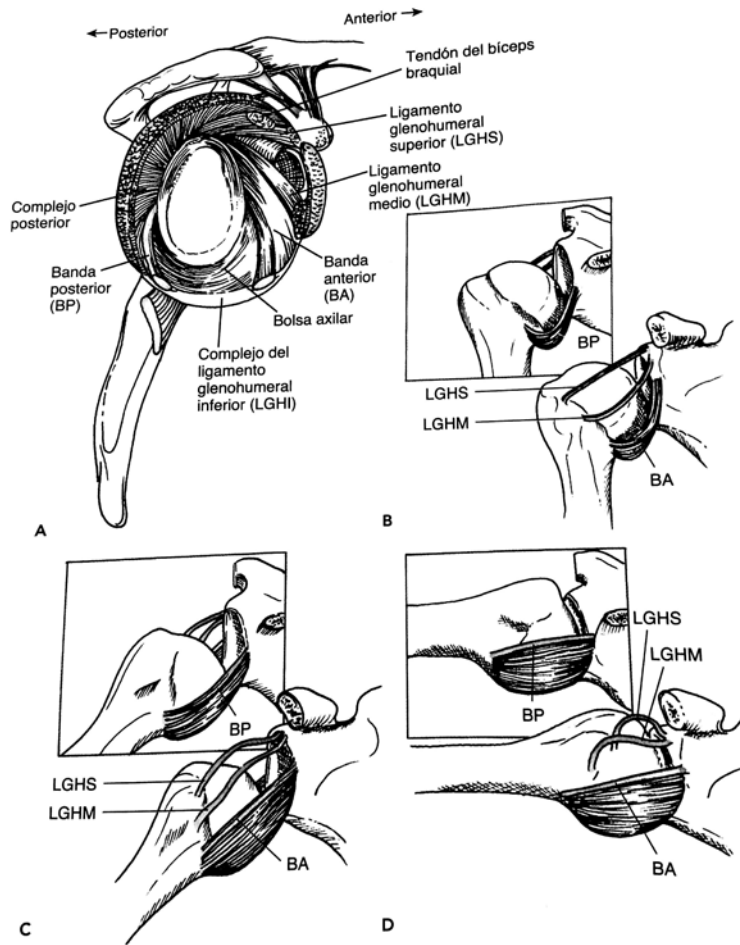 Anterior
Posterior
Tendón del bíceps
braquial
Ligamento
glenohumeral
superior (LGHS)
Ligamento
glenohumeral
medio (LGHM)
Complejo
posterior
Banda
posterior
(BP)
Banda
anterior
(BA)
Bolsa axilar
Complejo del
ligamento
glenohumeral
inferior (LGHI)
A
BP
LGHS
LGHM
BA
B
BP
LGHS
LGHM
BA
C
LGHS
LGHM
BP
BA
D